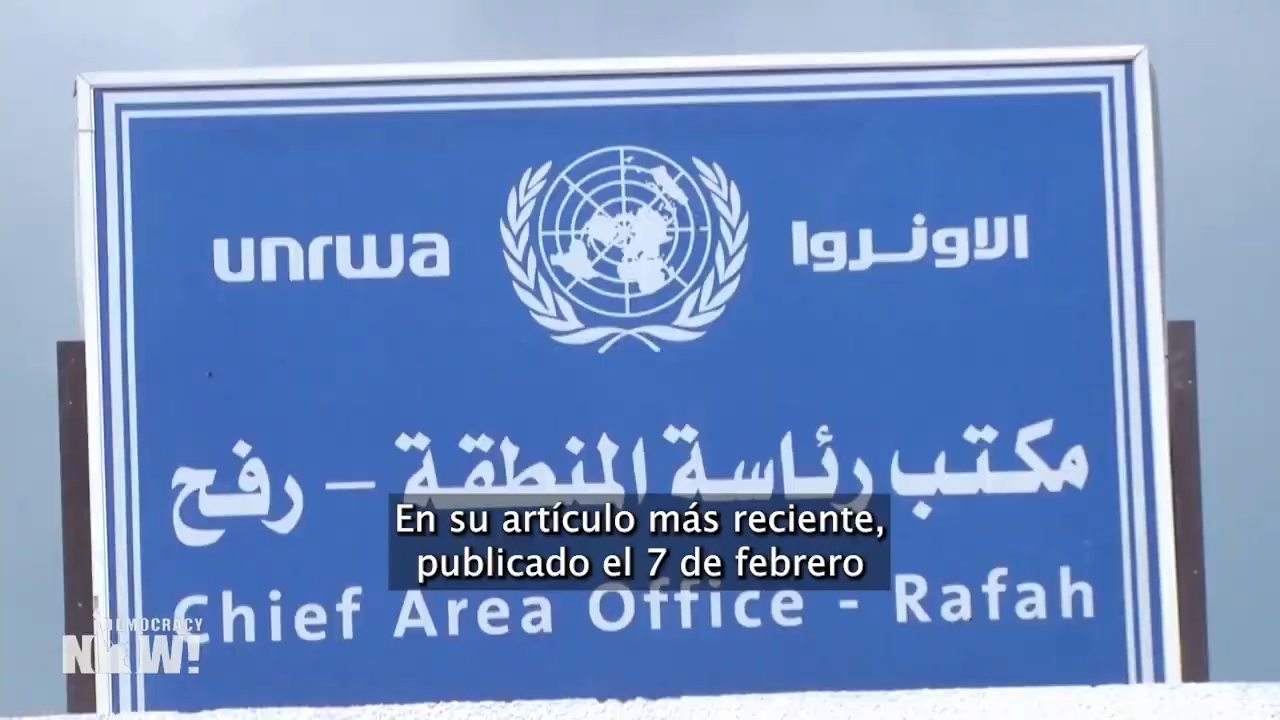 unrwa الاونروا
مكتب رئاسة المنطقة – رفح
En su artículo más reciente,
publicado el 7 de febrero
Chief Area Office - Rafah
DEMOCRACY
NOW!